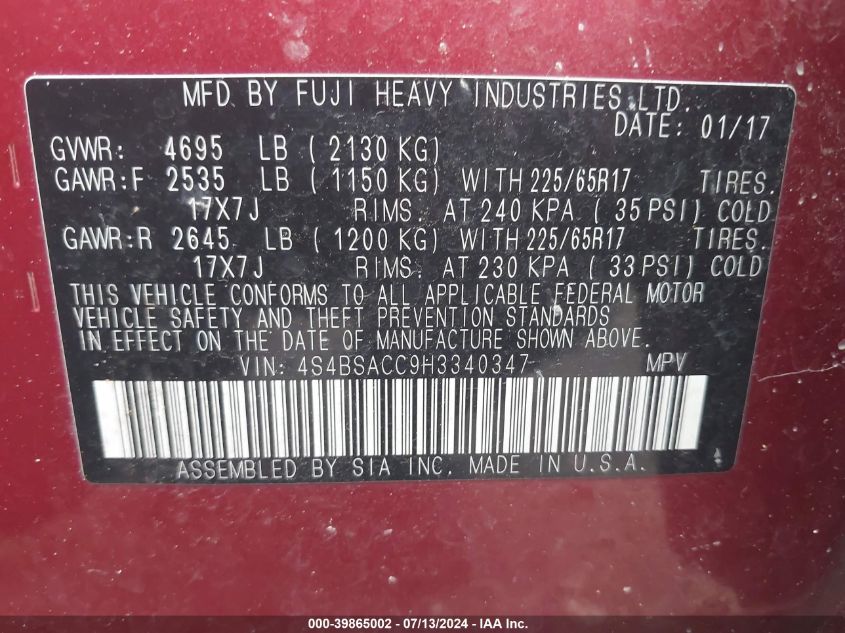 MFD. BY FUJI HEAVY INDUSTRIES LTD.
DATE: 01/17
GVWR: 4695 LB ( 2130 KG)
GAWR:F 2535 LB ( 1150 KG) WITH 225/65R17 TIRES.
17X7J RIMS. AT 240 KPA ( 35 PSI) COLD
GAWR:R 2645 LB ( 1200 KG) WITH 225/65R17 TIRES.
17X7J RIMS. AT 230 KPA ( 33 PSI) COLD
THIS VEHICLE CONFORMS TO ALL APPLICABLE FEDERAL MOTOR
VEHICLE SAFETY AND THEFT PREVENTION STANDARDS
IN EFFECT ON THE DATE OF MANUFACTURE SHOWN ABOVE.
VIN: 4S4BSACC9H3340347 MPV
ASSEMBLED BY SIA INC. MADE IN U.S.A.
000-39865002 - 07/13/2024 - IAA Inc.